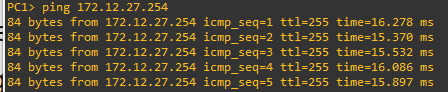 PC1> ping 172.12.27.254
84 bytes from 172.12.27.254 icmp_seq=1 ttl=255 time=16.278 ms
84 bytes from 172.12.27.254 icmp_seq=2 ttl=255 time=15.370 ms
84 bytes from 172.12.27.254 icmp_seq=3 ttl=255 time=15.532 ms
84 bytes from 172.12.27.254 icmp_seq=4 ttl=255 time=16.086 ms
84 bytes from 172.12.27.254 icmp_seq=5 ttl=255 time=15.897 ms